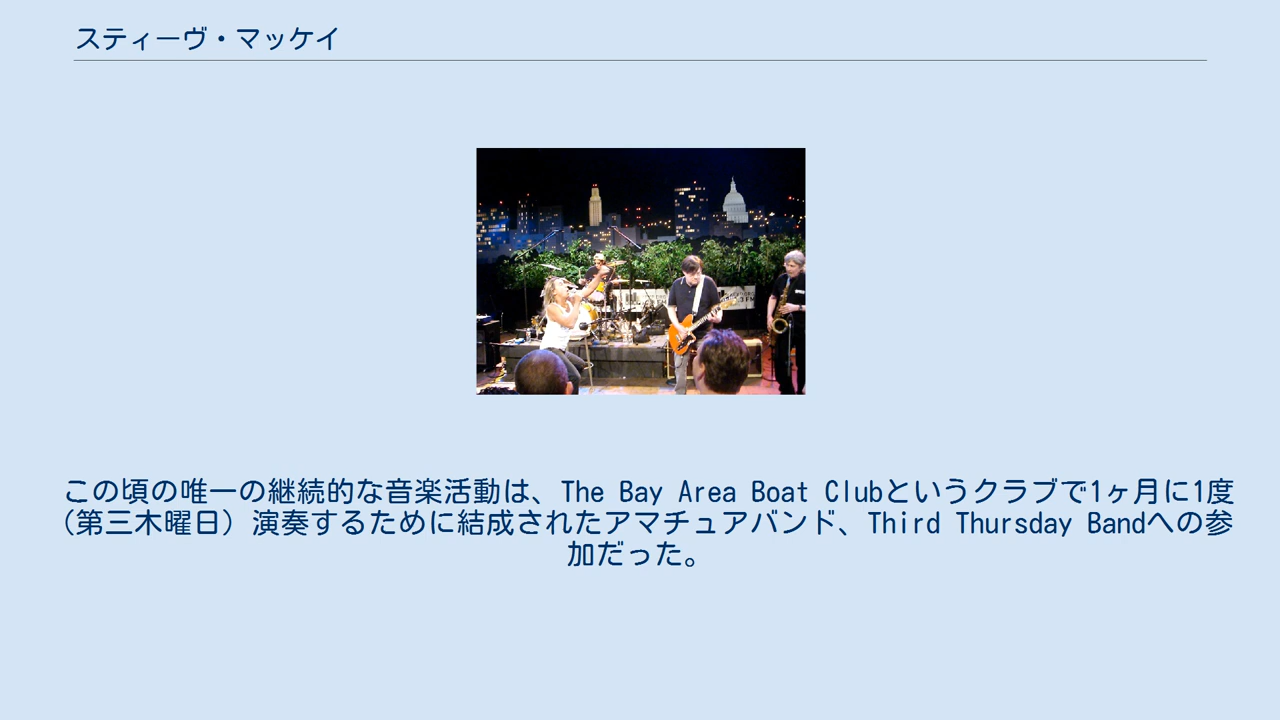 スティーヴ・マッケイ
この頃の唯一の継続的な音楽活動は、The Bay Area Boat Clubというクラブで1ヶ月に1度
(第三木曜日）演奏するために結成されたアマチュアバンド、Third Thursday Bandへの参
加だった。